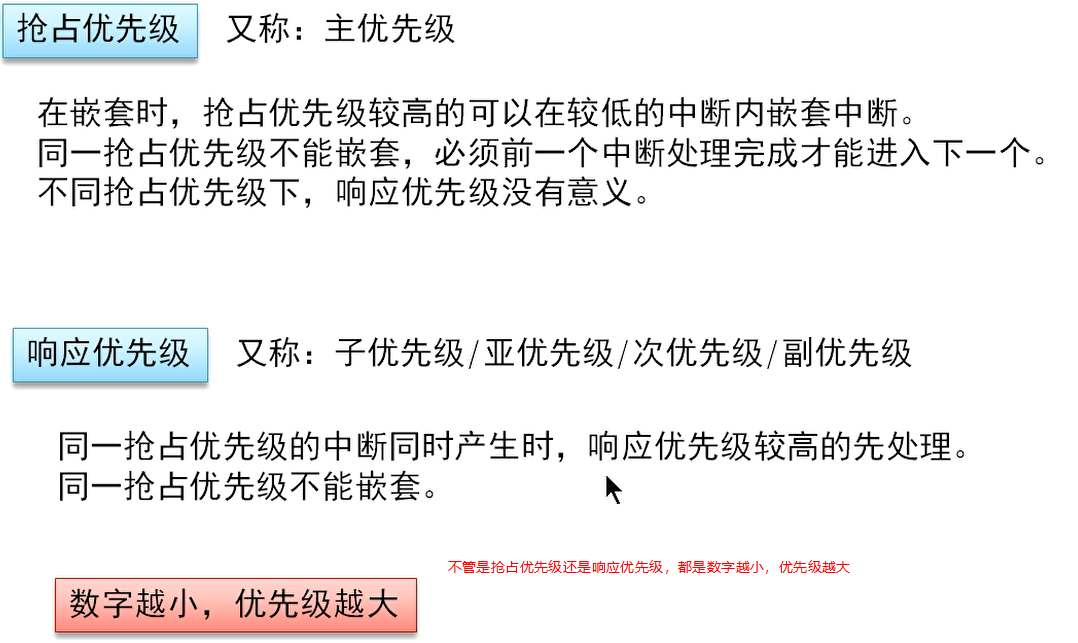 抢占优先级 又称：主优先级
在嵌套时，抢占优先级较高的可以在较低的中断内嵌套中断。
同一抢占优先级不能嵌套，必须前一个中断处理完成才能进入下一个。
不同抢占优先级下，响应优先级没有意义。
响应优先级 又称：子优先级/亚优先级/次优先级/副优先级
同一抢占优先级的中断同时产生时，响应优先级较高的先处理。
同一抢占优先级不能嵌套。
不管是抢占优先级还是响应优先级，都是数字越小，优先级越大
数字越小，优先级越大